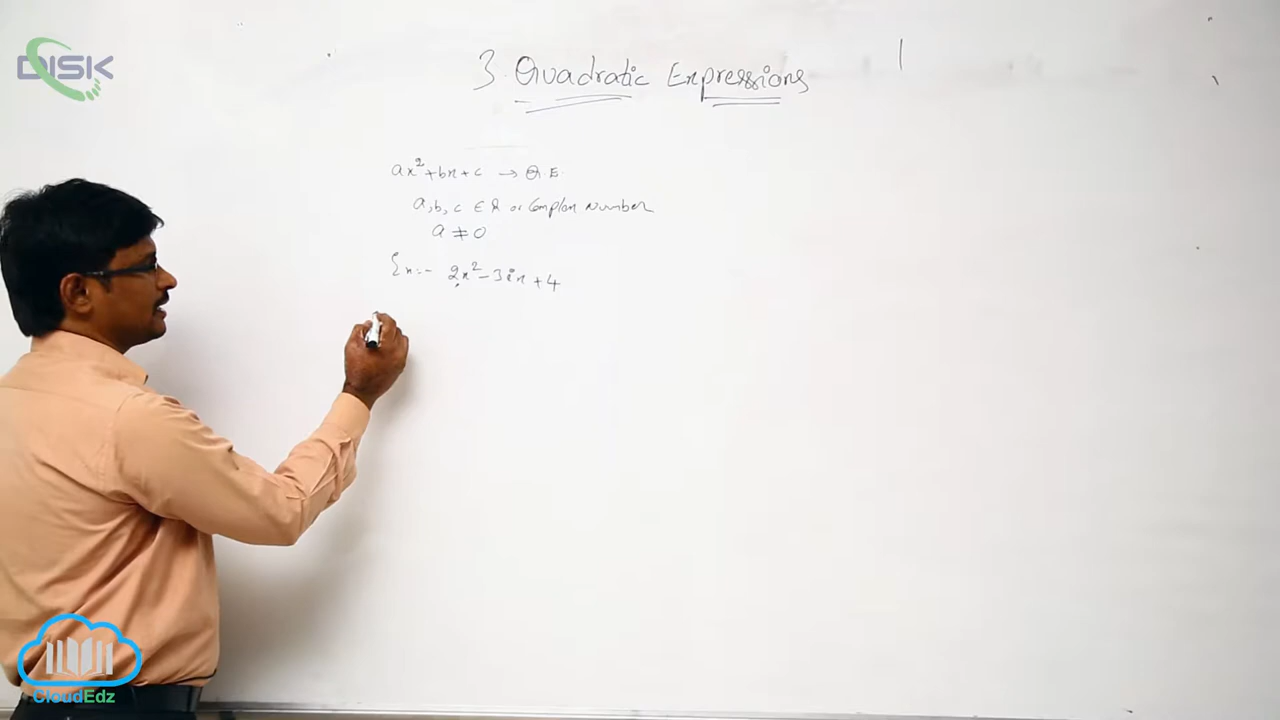 DISK
3. Quadratic Expressions
ax² + bx + c → Q.E.
a, b, c ∈ R or Complex Number
a ≠ 0
Ex:- 2x² - 3ix + 4
CloudEdz